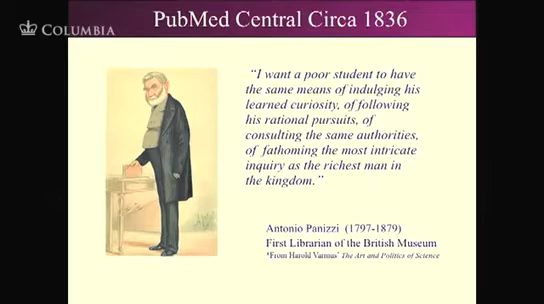 COLUMBIA
PubMed Central Circa 1836
“I want a poor student to have
the same means of indulging his
learned curiosity, of following
his rational pursuits, of
consulting the same authorities,
of fathoming the most intricate
inquiry as the richest man in
the kingdom.”
Antonio Panizzi (1797-1879)
First Librarian of the British Museum
*From Harold Varmus’ The Art and Politics of Science